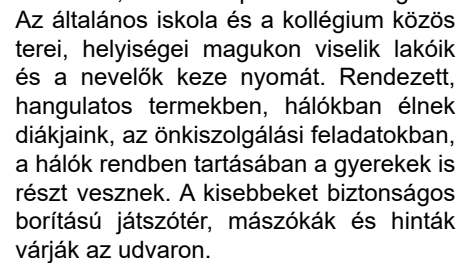 Az általános iskola és a kollégium közös
terei, helyiségei magukon viselik lakóik
és a nevelők keze nyomát. Rendezett,
hangulatos termekben, hálókban élnek
diákjaink, az önkiszolgálási feladatokban,
a hálók rendben tartásában a gyerekek is
részt vesznek. A kisebbeket biztonságos
borítású játszótér, mászókák és hinták
várják az udvaron.